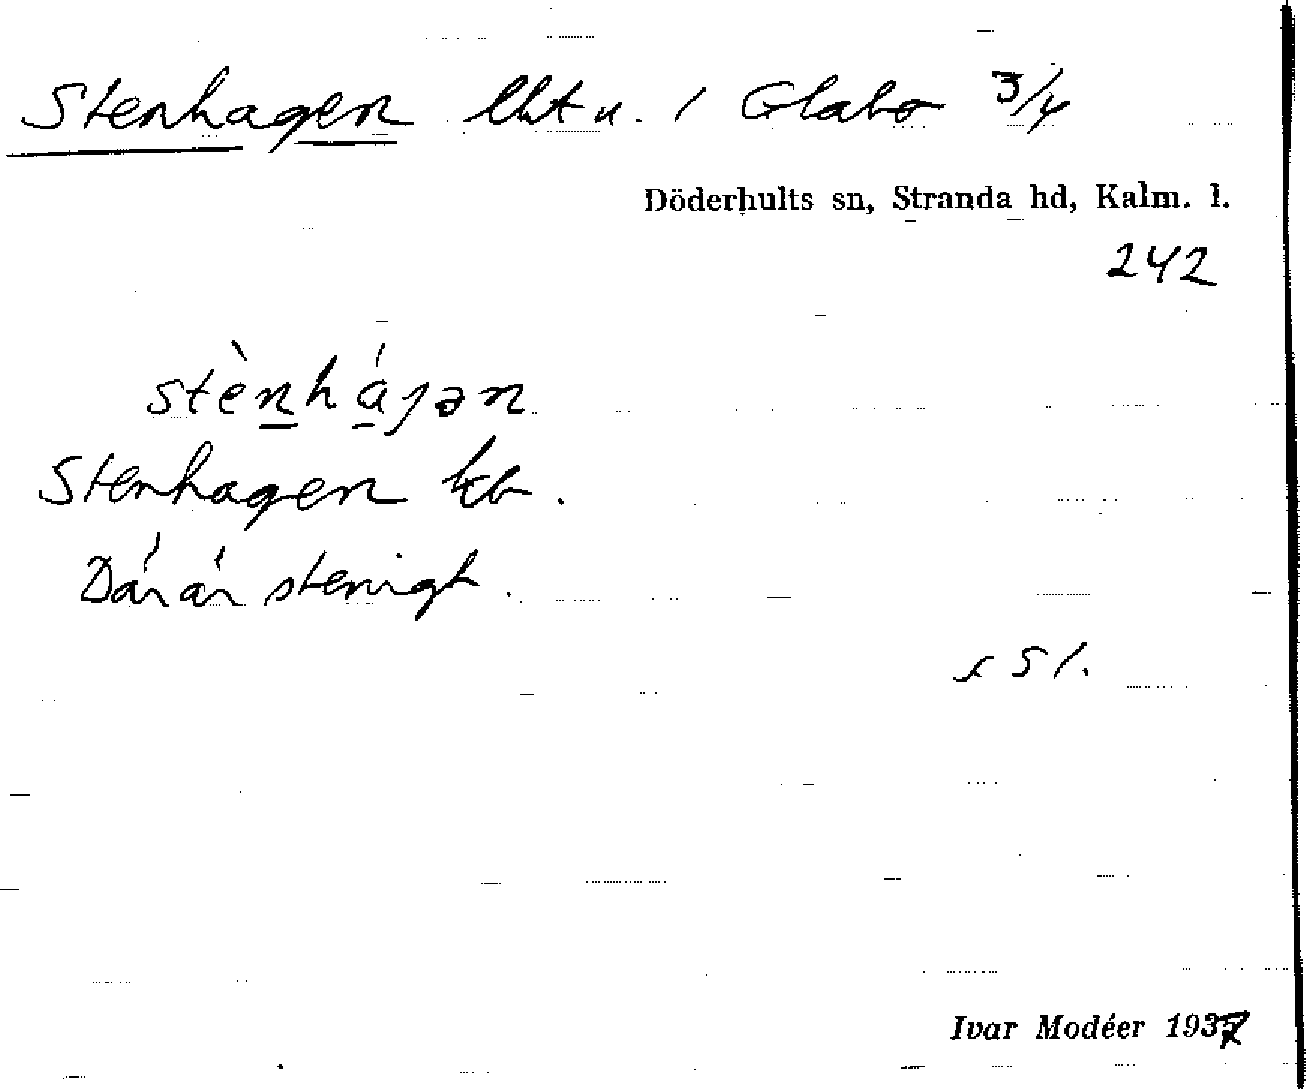 Stenhagen lht u. / Glabo 3/4
Döderhults sn, Stranda hd, Kalm. l.
242
stènhágən
Stenhagen kb.
Där är stenigt.
s 51.
Ivar Modéer 1937